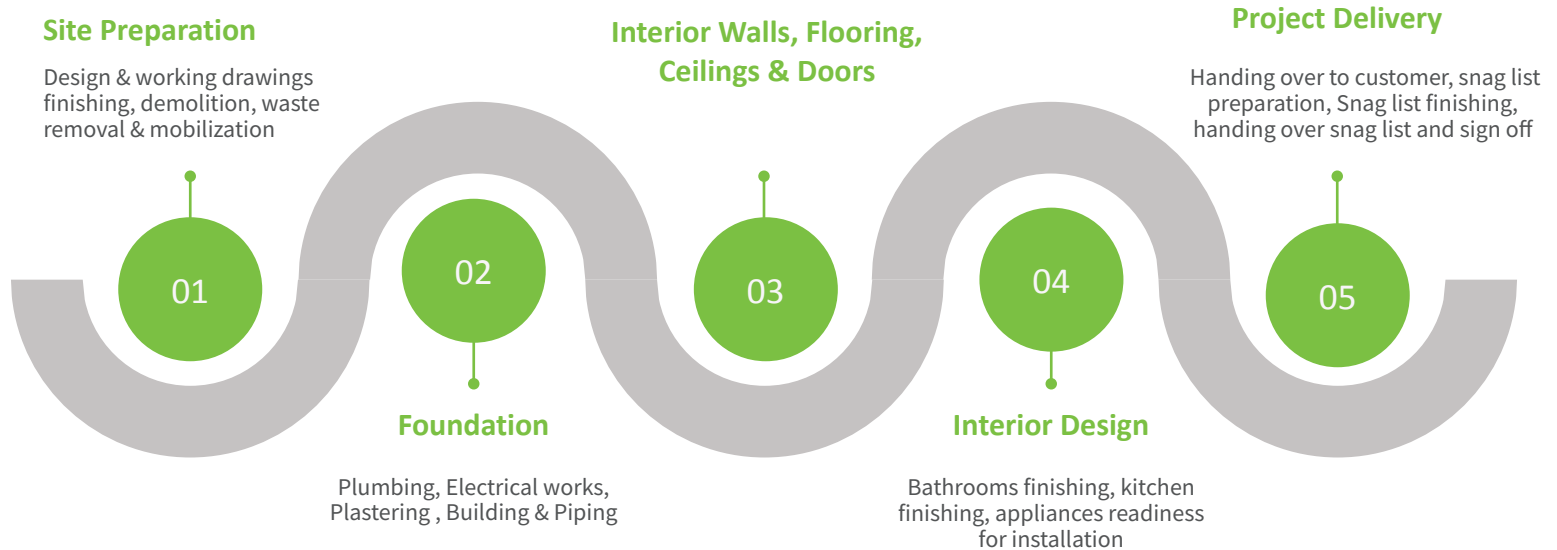 Site Preparation
Design & working drawings
finishing, demolition, waste
removal & mobilization
01
02
Foundation
Plumbing, Electrical works,
Plastering , Building & Piping
Interior Walls, Flooring,
Ceilings & Doors
03
04
Interior Design
Bathrooms finishing, kitchen
finishing, appliances readiness
for installation
Project Delivery
Handing over to customer, snag list
preparation, Snag list finishing,
handing over snag list and sign off
05